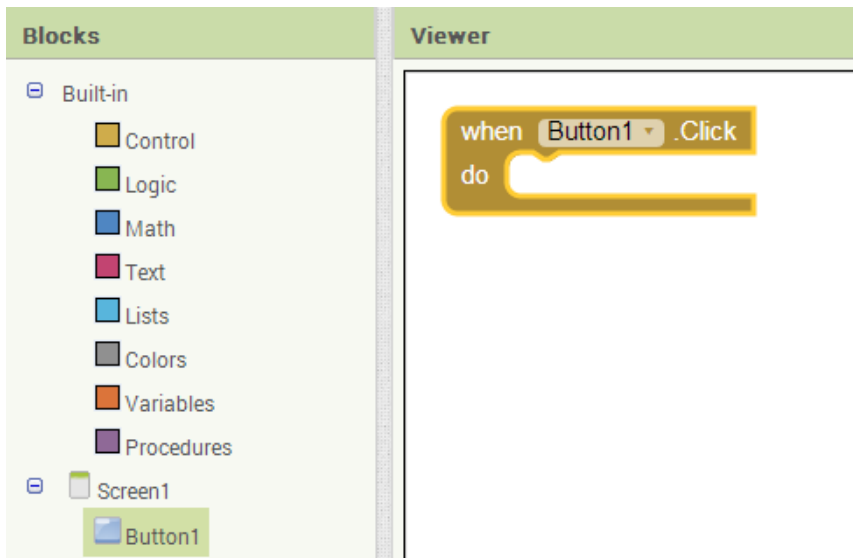 Blocks
Built-in
Control
Logic
Math
Text
Lists
Colors
Variables
Procedures
Screen1
Button1
Viewer
when Button1 .Click
do